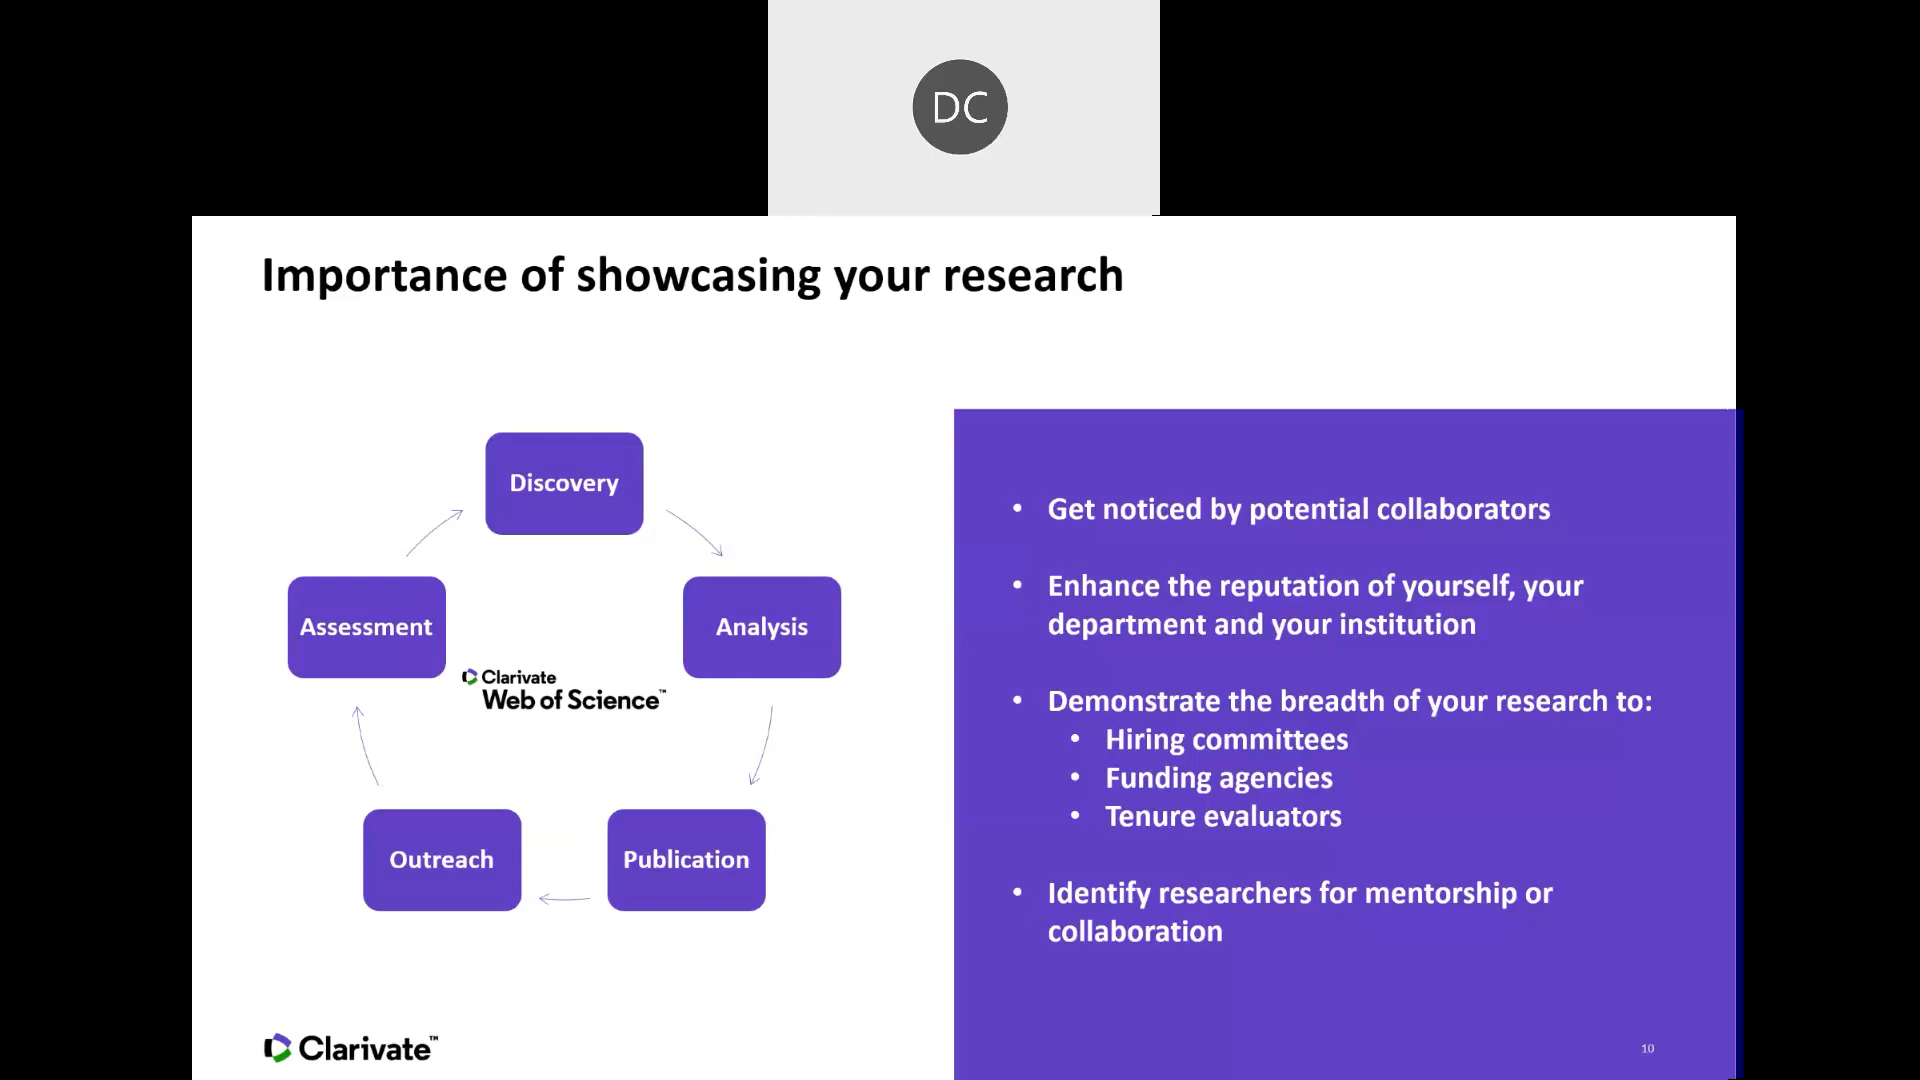 DC
Importance of showcasing your research
Discovery
Analysis
Publication
Outreach
Assessment
Clarivate
Web of Science™
• Get noticed by potential collaborators
• Enhance the reputation of yourself, your
department and your institution
• Demonstrate the breadth of your research to:
• Hiring committees
• Funding agencies
• Tenure evaluators
• Identify researchers for mentorship or
collaboration
Clarivate™
10